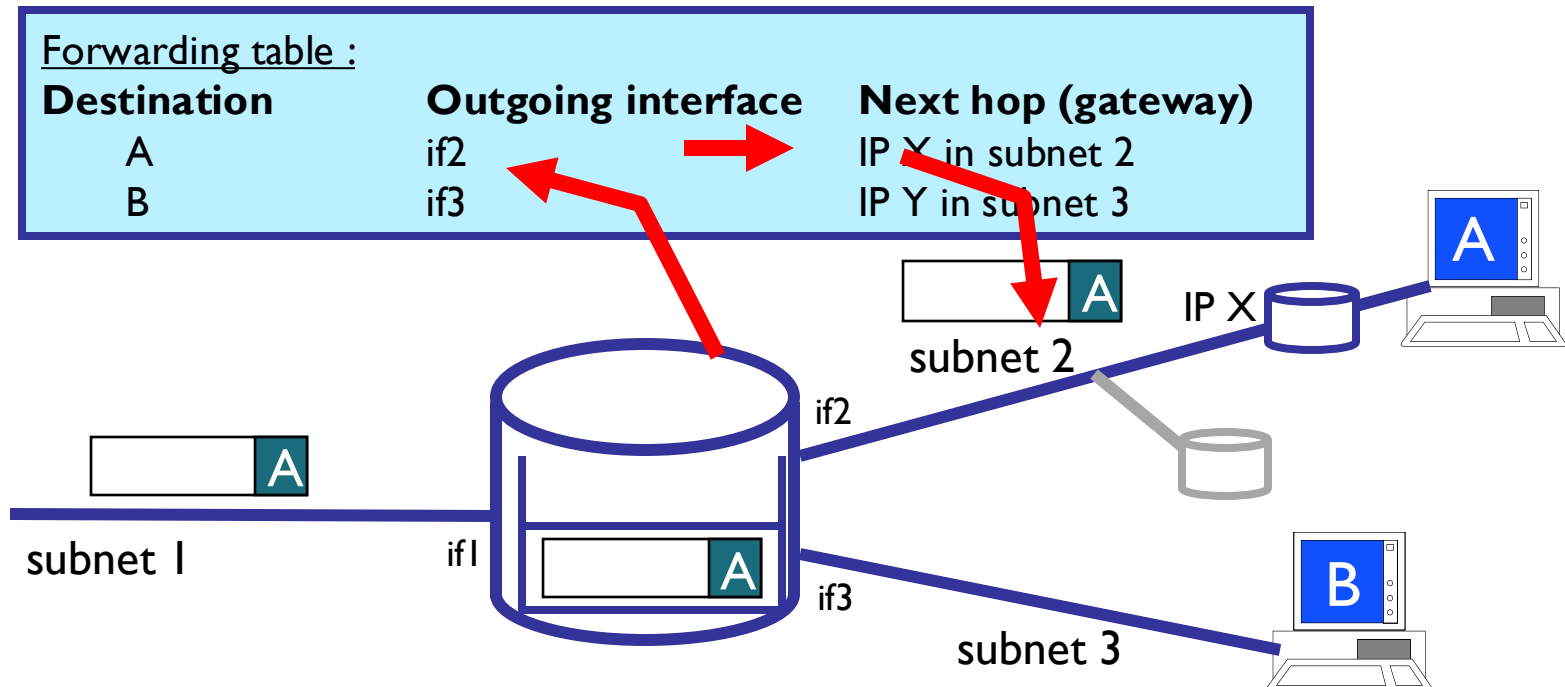 Forwarding table :
Destination Outgoing interface Next hop (gateway)
A if2 IP X in subnet 2
B if3 IP Y in subnet 3
A
A
IP X
subnet 2
if2
A
subnet 1
if1
A
if3
B
subnet 3